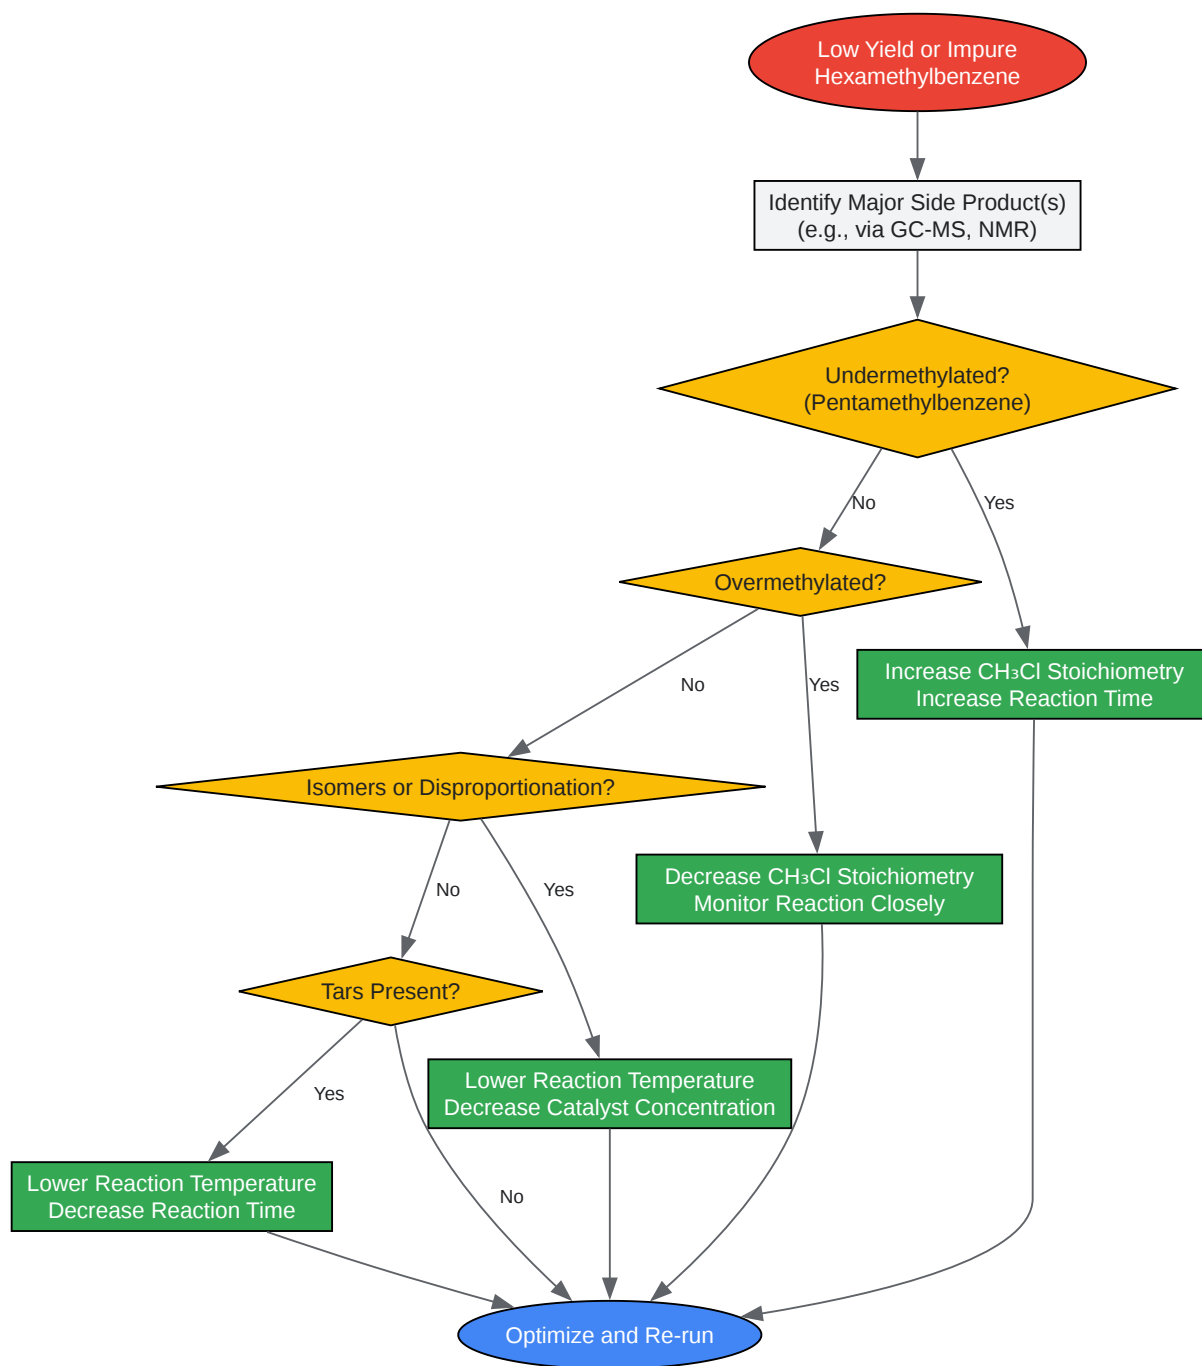 Low Yield or Impure
Hexamethylbenzene
Identify Major Side Product(s)
(e.g., via GC-MS, NMR)
Undermethylated?
(Pentamethylbenzene)
No
Yes
Overmethylated?
Increase CH₃Cl Stoichiometry
Increase Reaction Time
No
Yes
Isomers or Disproportionation?
Decrease CH₃Cl Stoichiometry
Monitor Reaction Closely
No
Yes
Tars Present?
Lower Reaction Temperature
Decrease Catalyst Concentration
Yes
Lower Reaction Temperature
Decrease Reaction Time
No
Optimize and Re-run